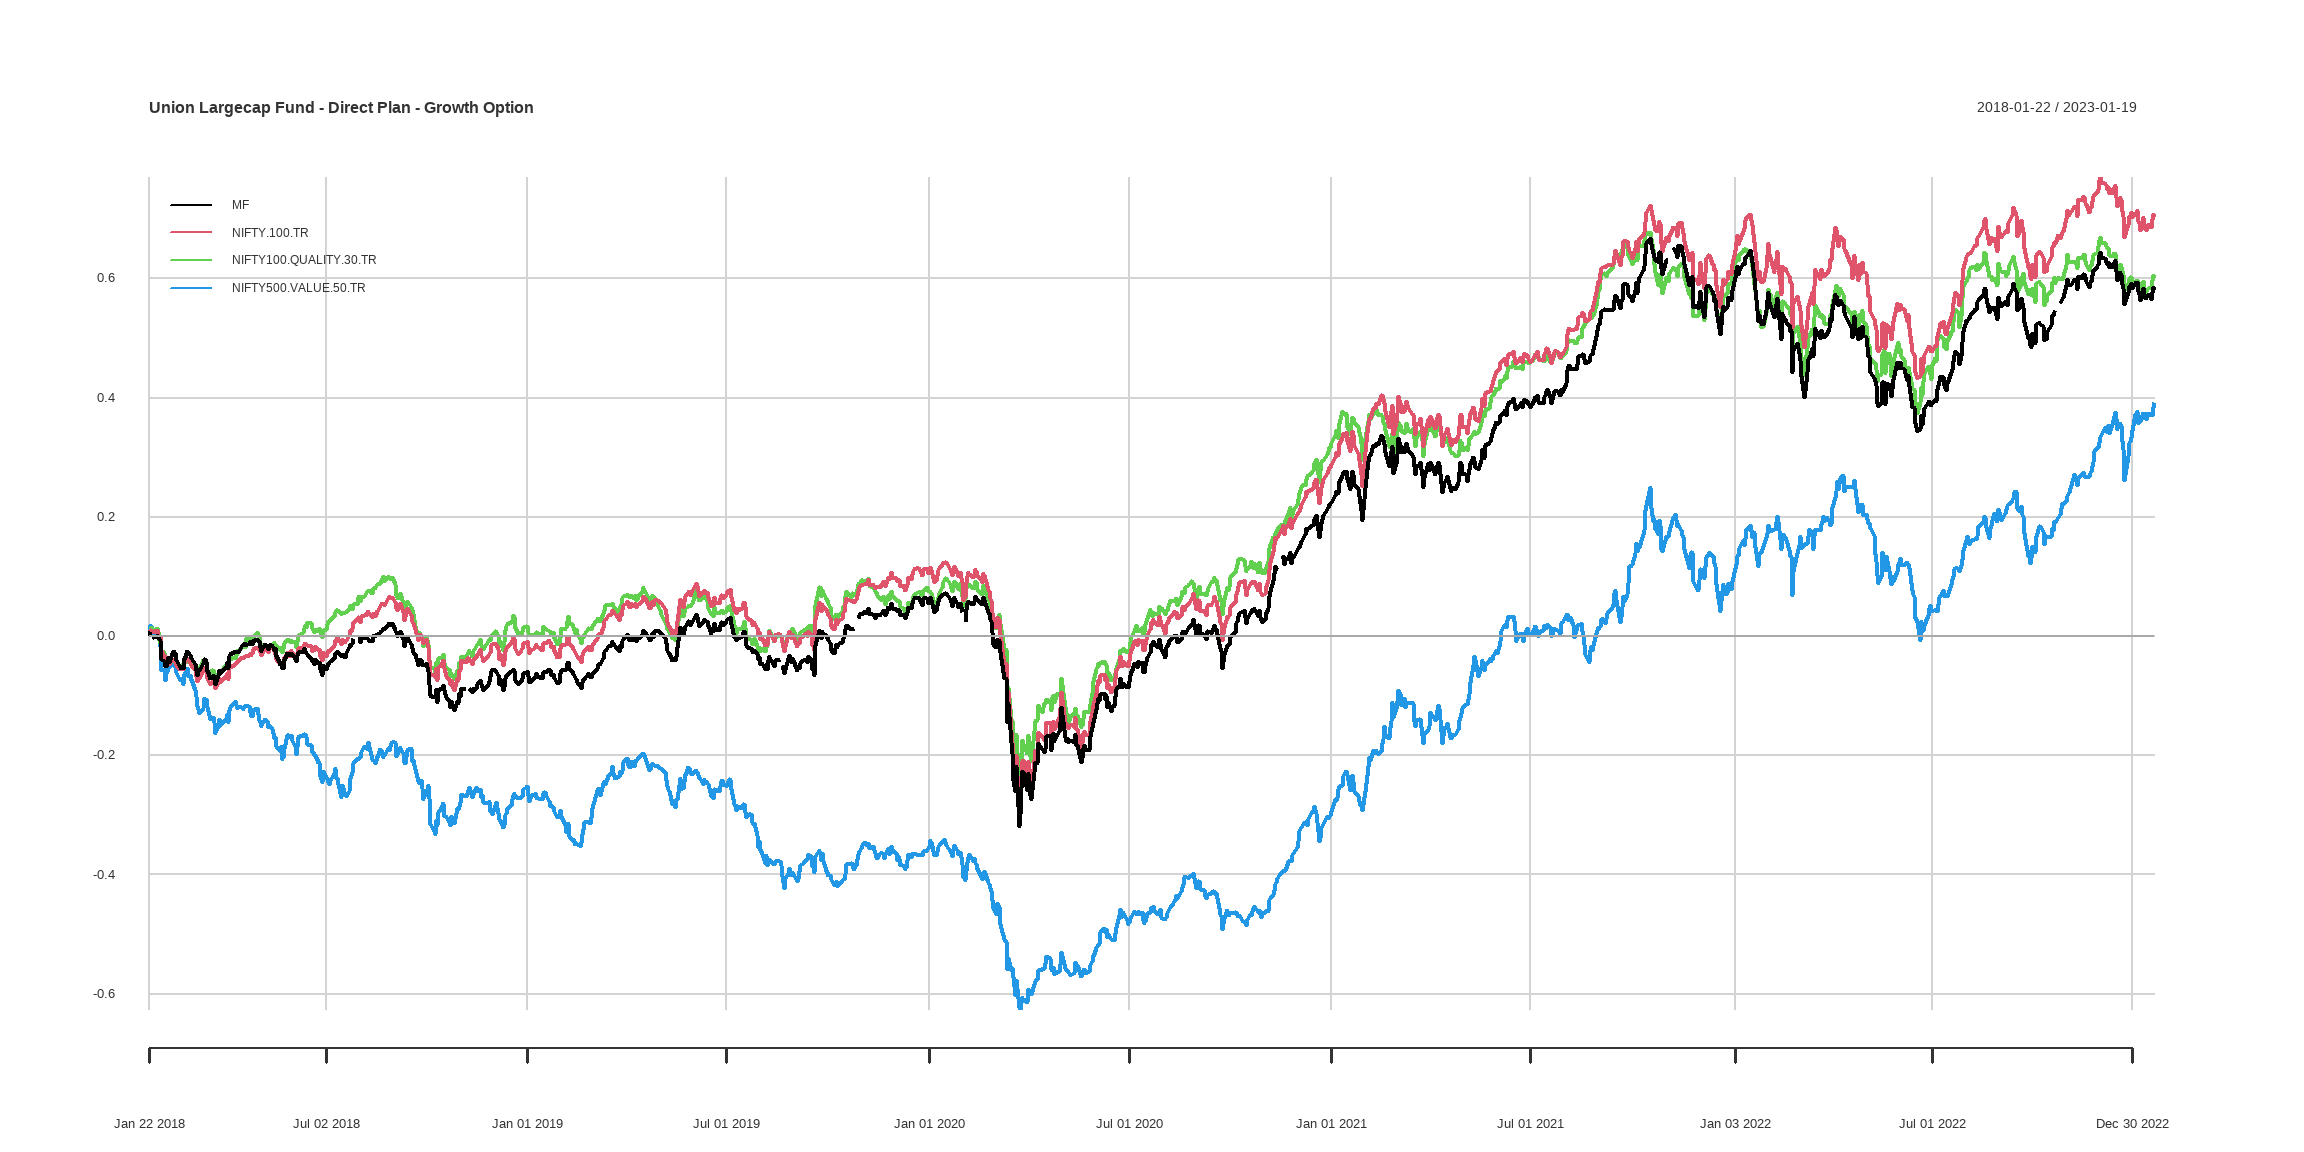 Union Largecap Fund - Direct Plan - Growth Option
2018-01-22 / 2023-01-19
MF
NIFTY.100.TR
NIFTY100.QUALITY.30.TR
NIFTY500.VALUE.50.TR
0.6
0.4
0.2
0.0
-0.2
-0.4
-0.6
Jan 22 2018 Jul 02 2018 Jan 01 2019 Jul 01 2019 Jan 01 2020 Jul 01 2020 Jan 01 2021 Jul 01 2021 Jan 03 2022 Jul 01 2022 Dec 30 2022